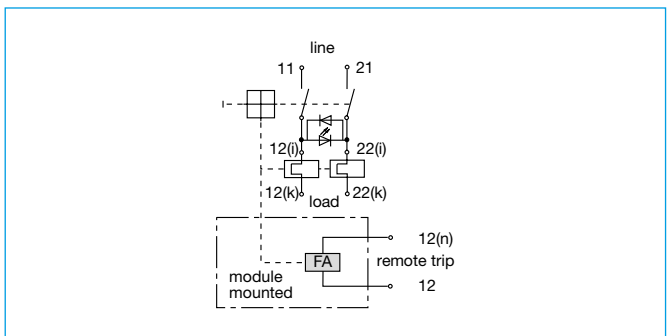 line
11 21
12(i) 22(i)
12(k) 22(k)
load
12(n)
FA remote trip
module
mounted
12